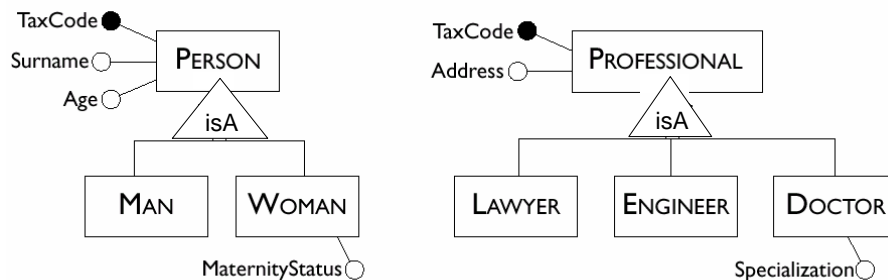 TaxCode
Surname
Age
PERSON
isA
MAN
WOMAN
MaternityStatus
TaxCode
Address
PROFESSIONAL
isA
LAWYER
ENGINEER
DOCTOR
Specialization